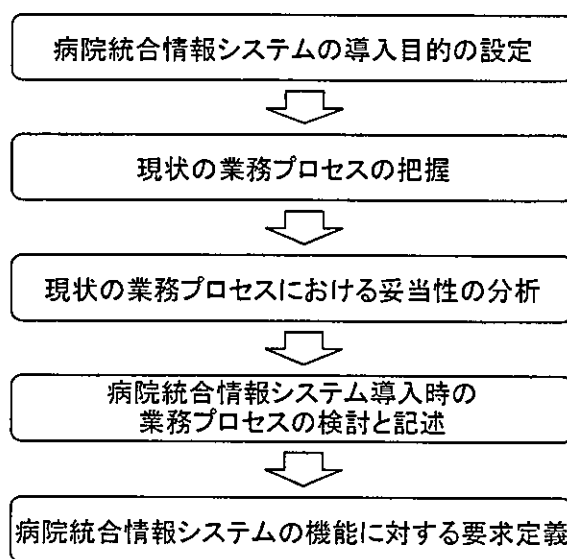 病院統合情報システムの導入目的の設定
現状の業務プロセスの把握
現状の業務プロセスにおける妥当性の分析
病院統合情報システム導入時の
業務プロセスの検討と記述
病院統合情報システムの機能に対する要求定義